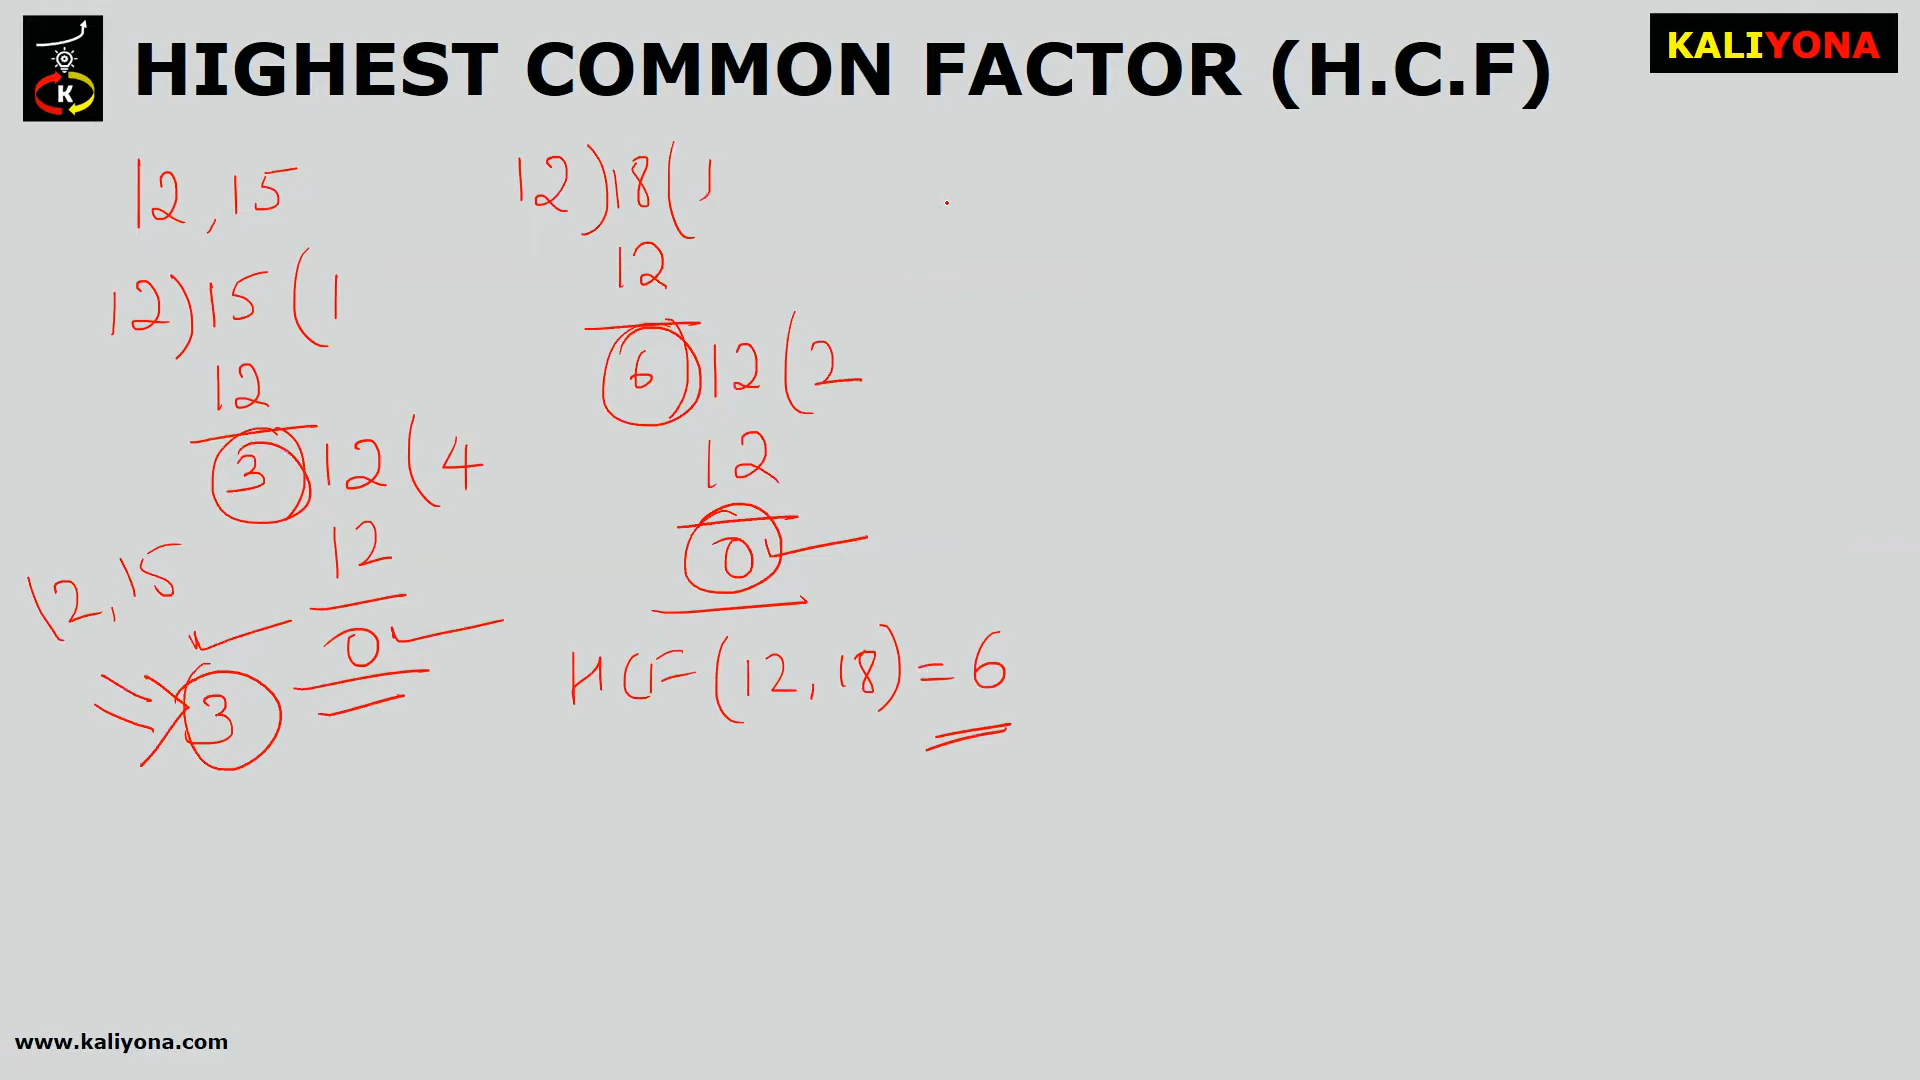 HIGHEST COMMON FACTOR (H.C.F)
KALIYONA
K
12,15
12)15(1
12
3)12(4
12
0
12,15
3
12)18(1
12
6)12(2
12
0
HCF (12,18) = 6
www.kaliyona.com